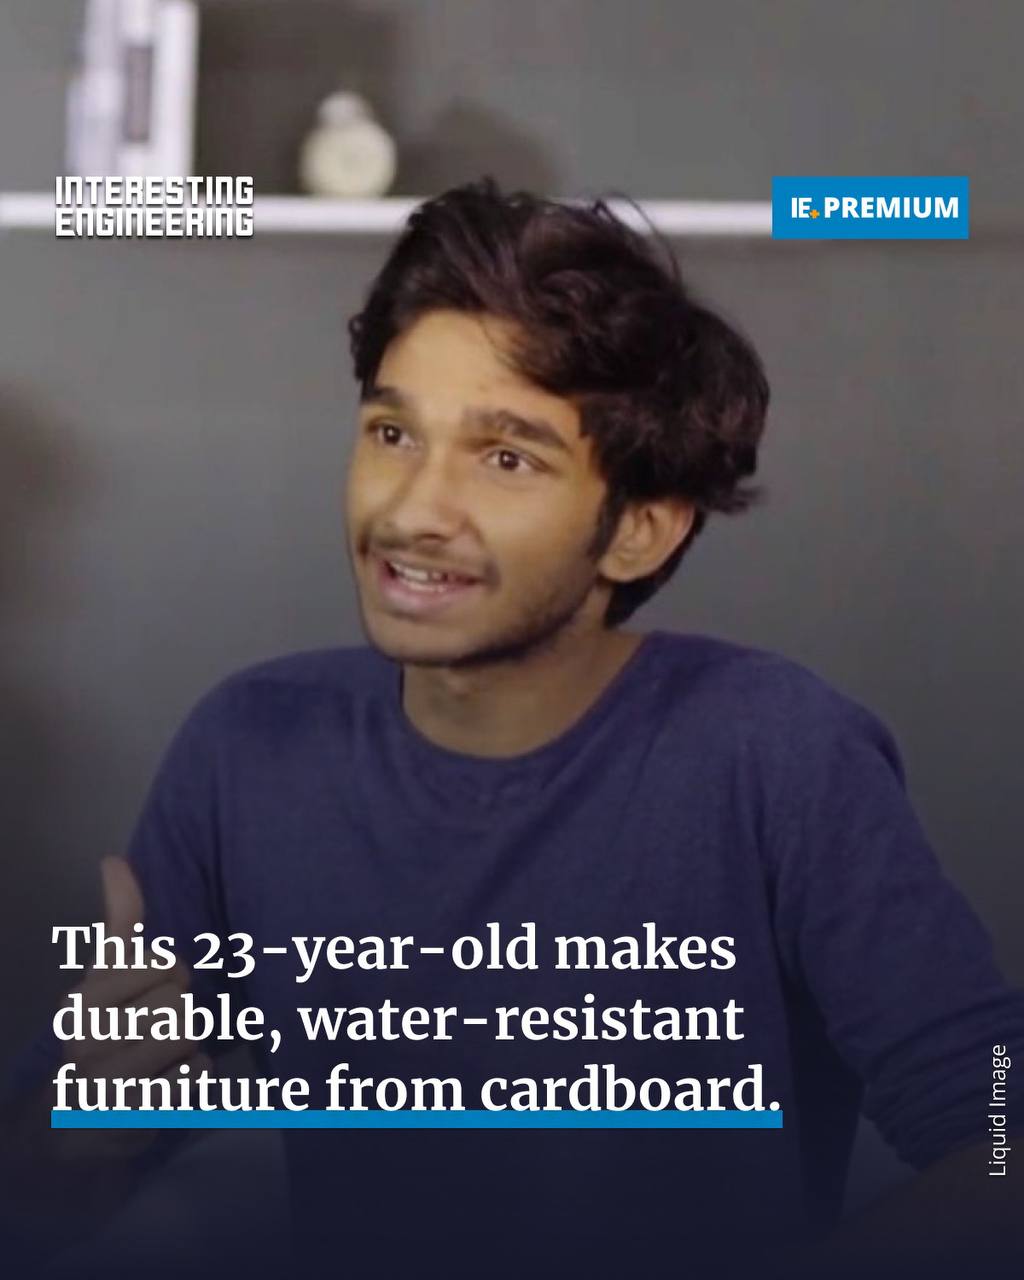 INTERESTING
ENGINEERING
IE+ PREMIUM
This 23-year-old makes
durable, water-resistant
furniture from cardboard.
Liquid Image